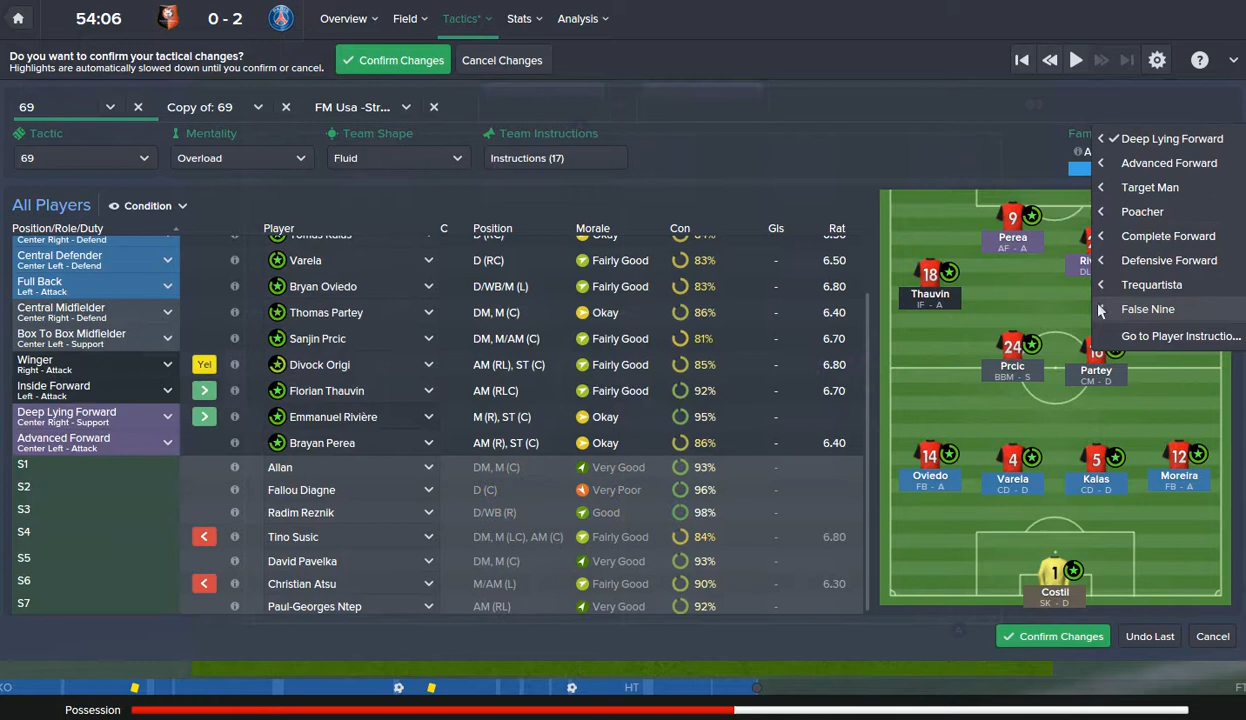 54:06 0 - 2 Overview Field Tactics* Stats Analysis
Do you want to confirm your tactical changes?
Highlights are automatically slowed down until you confirm or cancel.
Confirm Changes Cancel Changes
69 Copy of: 69 FM Usa -Str...
Tactic Mentality Team Shape Team Instructions
69 Overload Fluid Instructions (17)
Deep Lying Forward
Advanced Forward
Target Man
Poacher
Complete Forward
Defensive Forward
Trequartista
False Nine
Go to Player Instructio...
All Players Condition
Position/Role/Duty Player C Position Morale Con Gls Rat
Center Right - Defend
Central Defender
Center Left - Defend
Varela D (RC) Fairly Good 83% - 6.50
Full Back
Left - Attack
Bryan Oviedo D/WB/M (L) Fairly Good 83% - 6.80
Central Midfielder
Center Right - Defend
Thomas Partey DM, M (C) Okay 86% - 6.40
Box To Box Midfielder
Center Left - Support
Sanjin Prcic DM, M/AM (C) Fairly Good 81% - 6.70
Winger
Right - Attack
Yel Divock Origi AM (RL), ST (C) Fairly Good 85% - 6.80
Inside Forward
Left - Attack
Florian Thauvin AM (RLC) Fairly Good 92% - 6.70
Deep Lying Forward
Center Right - Support
Emmanuel Rivière M (R), ST (C) Okay 95% -
Advanced Forward
Center Left - Attack
Brayan Perea AM (R), ST (C) Okay 86% - 6.40
S1 Allan DM, M (C) Very Good 93% -
S2 Fallou Diagne D (C) Very Poor 96% -
S3 Radim Reznik D/WB (R) Good 98% -
S4 Tino Susic DM, M (LC), AM (C) Fairly Good 84% - 6.80
S5 David Pavelka DM, M (C) Very Good 93% -
S6 Christian Atsu M/AM (L) Fairly Good 90% - 6.30
S7 Paul-Georges Ntep AM (RL) Very Good 92% -
9
Perea
AF - A
18
Thauvin
IF - A
24
Prcic
BBM - S
Partey
CM - D
14
Oviedo
FB - A
4
Varela
CD - D
5
Kalas
CD - D
12
Moreira
FB - A
1
Costil
SK - D
Confirm Changes Undo Last Cancel
KO HT FT
Possession